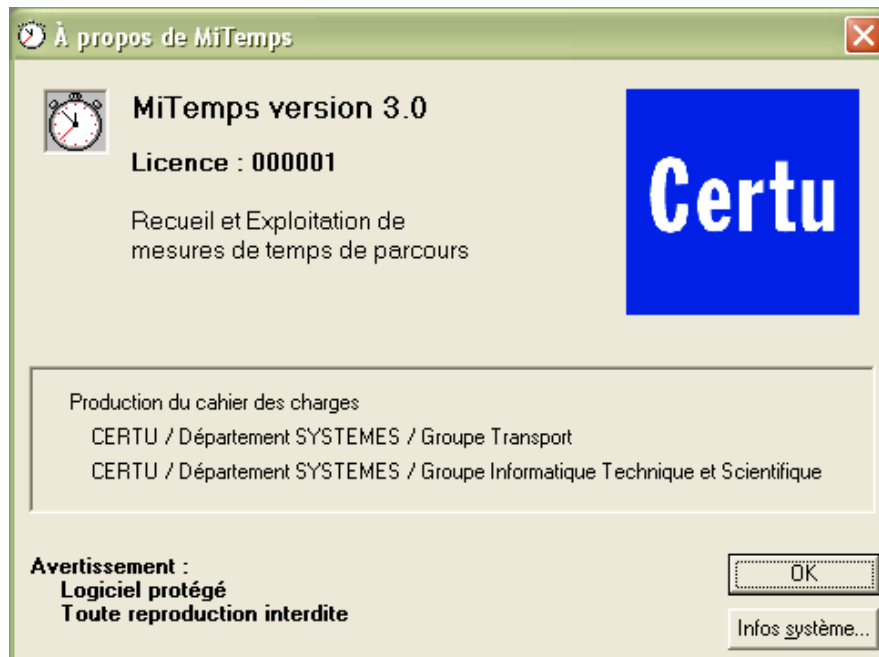 À propos de MiTemps
MiTemps version 3.0
Licence : 000001
Recueil et Exploitation de
mesures de temps de parcours
Certu
Production du cahier des charges
CERTU / Département SYSTEMES / Groupe Transport
CERTU / Département SYSTEMES / Groupe Informatique Technique et Scientifique
Avertissement :
Logiciel protégé
Toute reproduction interdite
OK
Infos système...